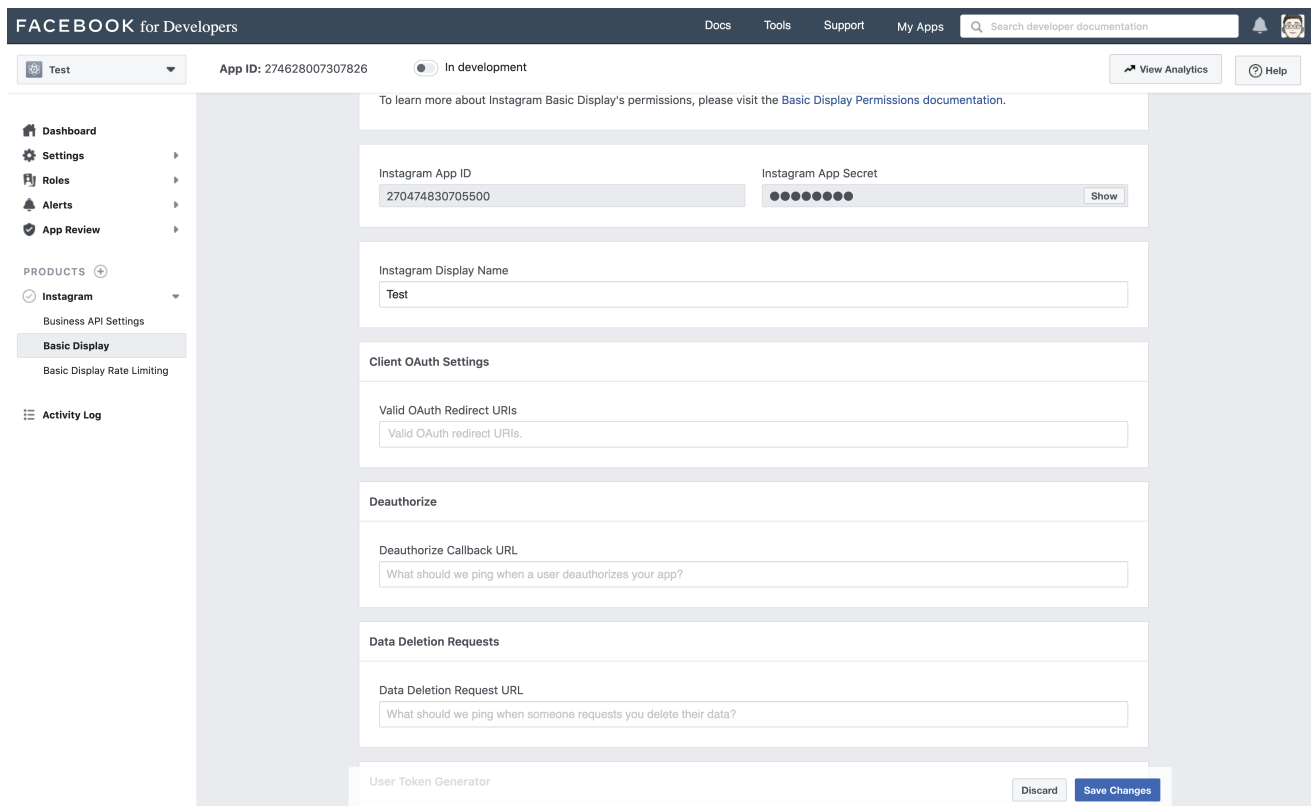 FACEBOOK for Developers
Docs
Tools
Support
My Apps
Search developer documentation
Test
App ID: 274628007307826
In development
View Analytics
Help
To learn more about Instagram Basic Display's permissions, please visit the Basic Display Permissions documentation.
Dashboard
Settings
Roles
Alerts
App Review
PRODUCTS
Instagram
Business API Settings
Basic Display
Basic Display Rate Limiting
Activity Log
Instagram App ID
270474830705500
Instagram App Secret
Show
Instagram Display Name
Test
Client OAuth Settings
Valid OAuth Redirect URIs
Valid OAuth redirect URIs.
Deauthorize
Deauthorize Callback URL
What should we ping when a user deauthorizes your app?
Data Deletion Requests
Data Deletion Request URL
What should we ping when someone requests you delete their data?
User Token Generator
Discard
Save Changes